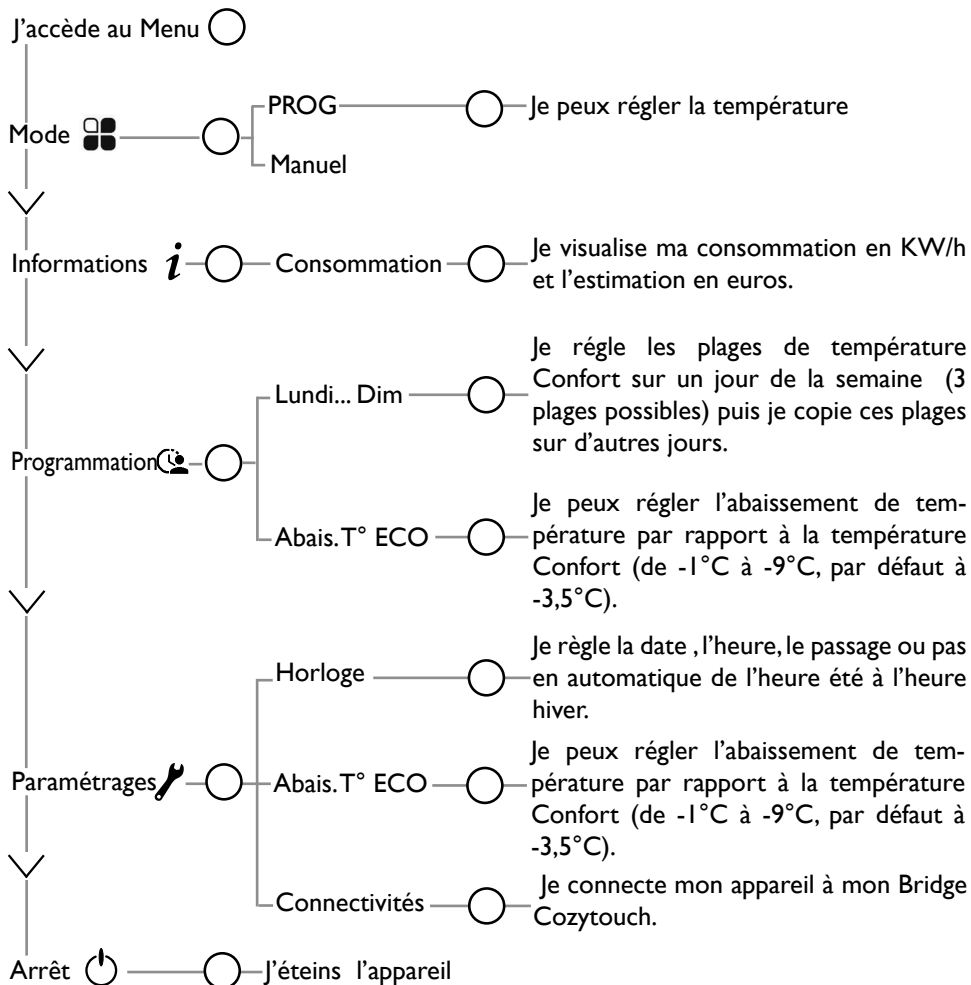 J'accède au Menu
Mode
PROG
Je peux régler la température
Manuel
Informations i
Consommation
Je visualise ma consommation en KW/h
et l'estimation en euros.
Programmation
Lundi... Dim
Je régle les plages de température
Confort sur un jour de la semaine (3
plages possibles) puis je copie ces plages
sur d'autres jours.
Abais.T° ECO
Je peux régler l'abaissement de tem-
pérature par rapport à la température
Confort (de -1°C à -9°C, par défaut à
-3,5°C).
Paramétrages
Horloge
Je règle la date , l'heure, le passage ou pas
en automatique de l'heure été à l'heure
hiver.
Abais.T° ECO
Je peux régler l'abaissement de tem-
pérature par rapport à la température
Confort (de -1°C à -9°C, par défaut à
-3,5°C).
Connectivités
Je connecte mon appareil à mon Bridge
Cozytouch.
Arrêt
J'éteins l'appareil